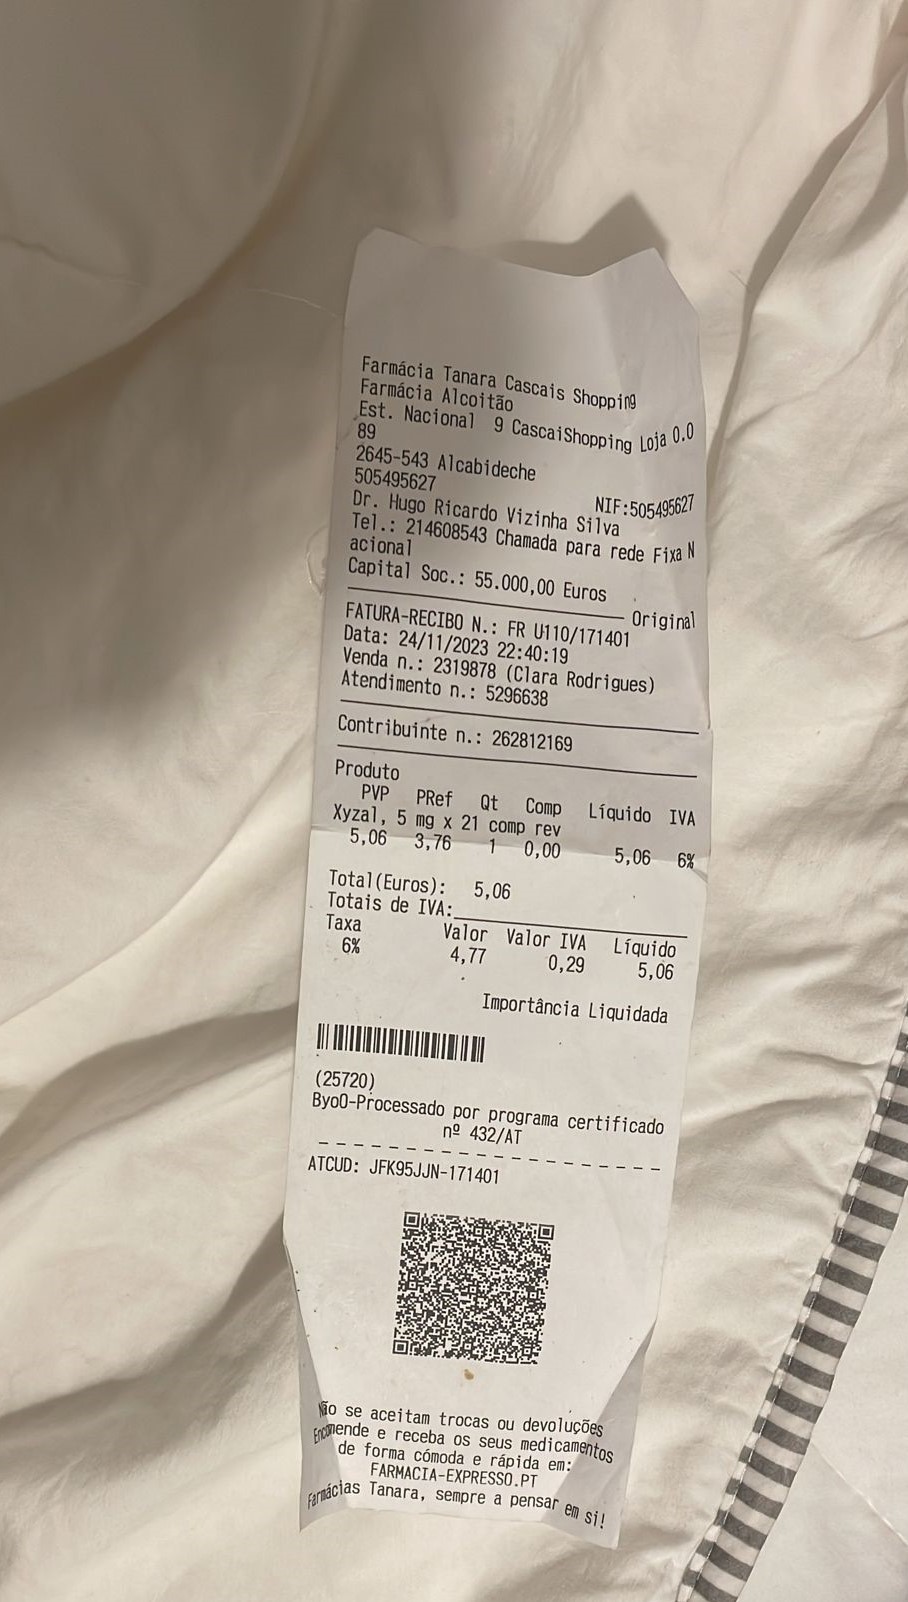 Farmácia Tanara Cascais Shopping
Farmácia Alcoitão
Est. Nacional 9 CascaiShopping Loja 0.0
89
2645-543 Alcabideche
505495627 NIF:505495627
Dr. Hugo Ricardo Vizinha Silva
Tel.: 214608543 Chamada para rede Fixa N
acional
Capital Soc.: 55.000,00 Euros
Original
FATURA-RECIBO N.: FR U110/171401
Data: 24/11/2023 22:40:19
Venda n.: 2319878 (Clara Rodrigues)
Atendimento n.: 5296638
Contribuinte n.: 262812169
Produto
PVP PRef Qt Comp Líquido IVA
Xyzal, 5 mg x 21 comp rev
5,06 3,76 1 0,00 5,06 6%
Total(Euros): 5,06
Totais de IVA:
Taxa Valor Valor IVA Líquido
6% 4,77 0,29 5,06
Importância Liquidada
(25720)
Byo0-Processado por programa certificado
nº 432/AT
ATCUD: JFK95JJN-171401
Não se aceitam trocas ou devoluções
Encomende e receba os seus medicamentos
de forma cómoda e rápida em:
FARMACIA-EXPRESSO.PT
Farmácias Tanara, sempre a pensar em si!